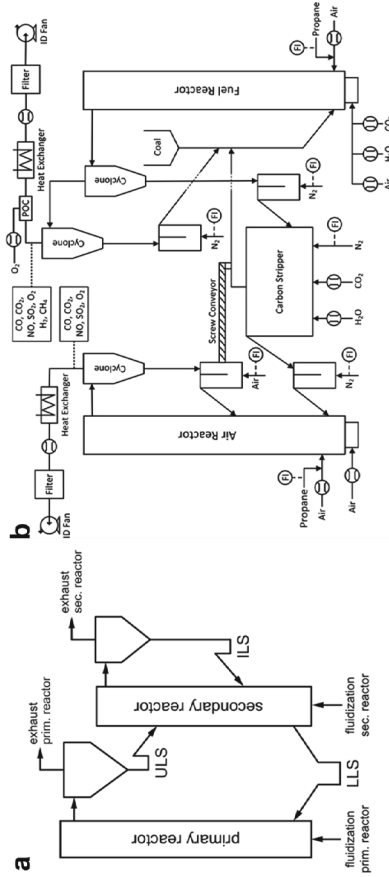 a
exhaust
prim. reactor
exhaust
sec. reactor
primary reactor
ULS
secondary reactor
ILS
LLS
fluidization
prim. reactor
fluidization
sec. reactor
b
ID Fan
Filter
Heat Exchanger
CO, CO₂,
NO, SO₂, O₂
CO, CO₂,
NO, SO₂, O₂
H₂, CH₄
O₂
POC
Heat Exchanger
Filter
ID Fan
Cyclone
Cyclone
Cyclone
Coal
Air Reactor
Fuel Reactor
Screw Conveyor
FI
Air
FI
N₂
FI
N₂
Carbon Stripper
FI
N₂
H₂O
CO₂
FI
N₂
FI
Propane
Air
Air
FI
Propane
Air
Air
H₂O
CO₂